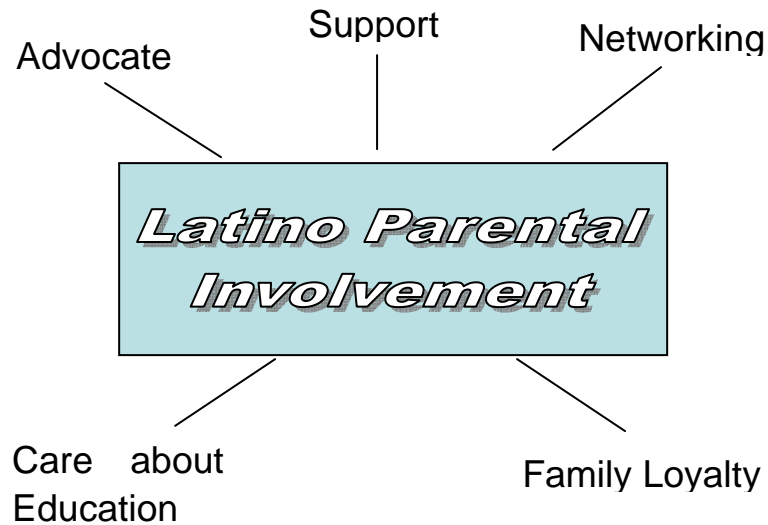 Support
Advocate
Networking
Latino Parental
Involvement
Care about
Education
Family Loyalty